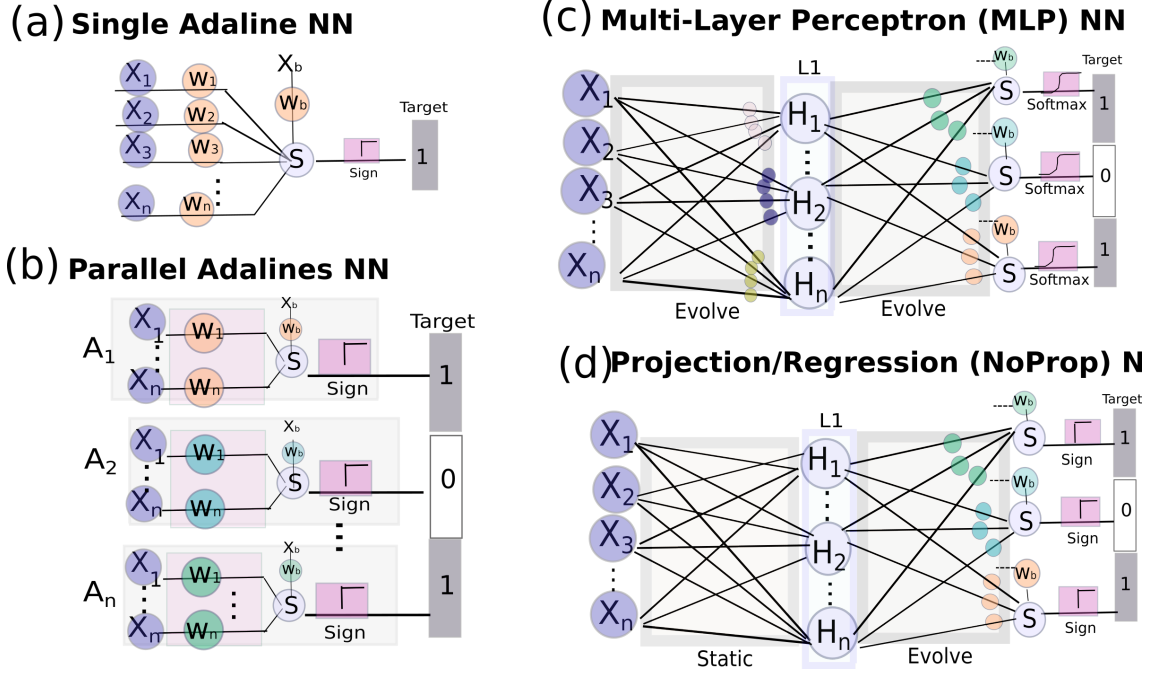 (a) Single Adaline NN
X1 W1
X2 W2
X3 W3
Xn Wn
Xb
Wb
S
Sign
Target
1
(b) Parallel Adalines NN
Target
A1
X1 W1
Xn Wn
Xb
Wb
S
Sign
1
A2
X1 W1
Xn Wn
Xb
Wb
S
Sign
0
An
X1 W1
Xn Wn
Xb
Wb
S
Sign
1
(c) Multi-Layer Perceptron (MLP) NN
X1
X2
X3
Xn
Evolve
L1
H1
H2
Hn
Evolve
Target
Wb
S
Softmax
1
Wb
S
Softmax
0
Wb
S
Softmax
1
(d) Projection/Regression (NoProp) N
X1
X2
X3
Xn
Static
L1
H1
H2
Hn
Evolve
Target
Wb
S
Sign
1
Wb
S
Sign
0
Wb
S
Sign
1